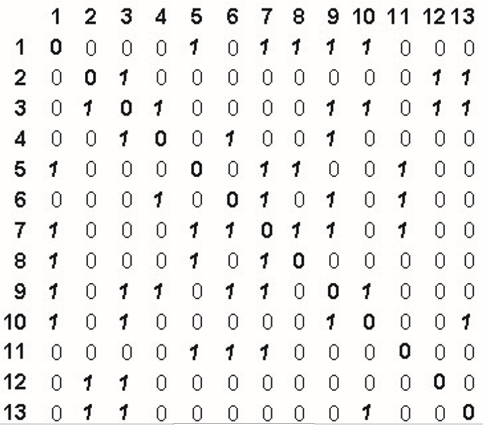 1 2 3 4 5 6 7 8 9 10 11 12 13
1 0 0 0 0 1 0 1 1 1 1 0 0 0
2 0 0 1 0 0 0 0 0 0 0 0 1 1
3 0 1 0 1 0 0 0 0 1 1 0 1 1
4 0 0 1 0 0 1 0 0 1 0 0 0 0
5 1 0 0 0 0 0 1 1 0 0 1 0 0
6 0 0 0 1 0 0 1 0 1 0 1 0 0
7 1 0 0 0 1 1 0 1 1 0 1 0 0
8 1 0 0 0 1 0 1 0 0 0 0 0 0
9 1 0 1 1 0 1 1 0 0 1 0 0 0
10 1 0 1 0 0 0 0 0 1 0 0 0 1
11 0 0 0 0 1 1 1 0 0 0 0 0 0
12 0 1 1 0 0 0 0 0 0 0 0 0 0
13 0 1 1 0 0 0 0 0 0 1 0 0 0